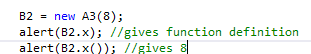 B2 = new A3(8);
alert(B2.x); //gives function definition
alert(B2.x()); //gives 8